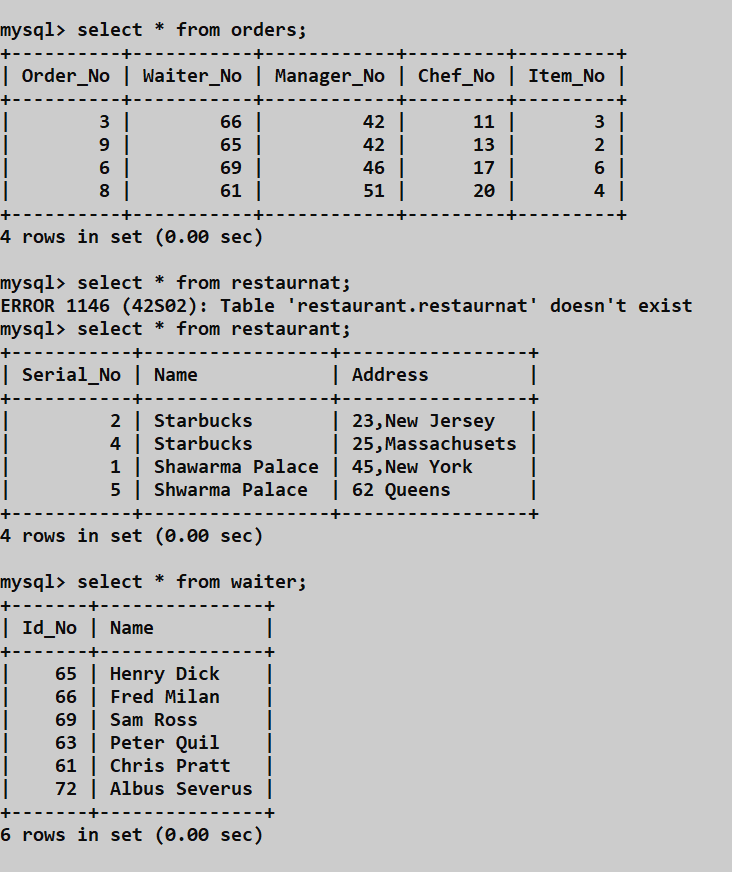 mysql> select * from orders;
+----------+-----------+------------+---------+---------+
| Order_No | Waiter_No | Manager_No | Chef_No | Item_No |
+----------+-----------+------------+---------+---------+
|        3 |        66 |         42 |      11 |       3 |
|        9 |        65 |         42 |      13 |       2 |
|        6 |        69 |         46 |      17 |       6 |
|        8 |        61 |         51 |      20 |       4 |
+----------+-----------+------------+---------+---------+
4 rows in set (0.00 sec)
mysql> select * from restaurnat;
ERROR 1146 (42S02): Table 'restaurant.restaurnat' doesn't exist
mysql> select * from restaurant;
+-----------+-----------------+-----------------+
| Serial_No | Name            | Address         |
+-----------+-----------------+-----------------+
|         2 | Starbucks       | 23,New Jersey   |
|         4 | Starbucks       | 25,Massachusets |
|         1 | Shawarma Palace | 45,New York     |
|         5 | Shwarma Palace  | 62 Queens       |
+-----------+-----------------+-----------------+
4 rows in set (0.00 sec)
mysql> select * from waiter;
+-------+---------------+
| Id_No | Name          |
+-------+---------------+
|    65 | Henry Dick    |
|    66 | Fred Milan    |
|    69 | Sam Ross      |
|    63 | Peter Quil    |
|    61 | Chris Pratt   |
|    72 | Albus Severus |
+-------+---------------+
6 rows in set (0.00 sec)